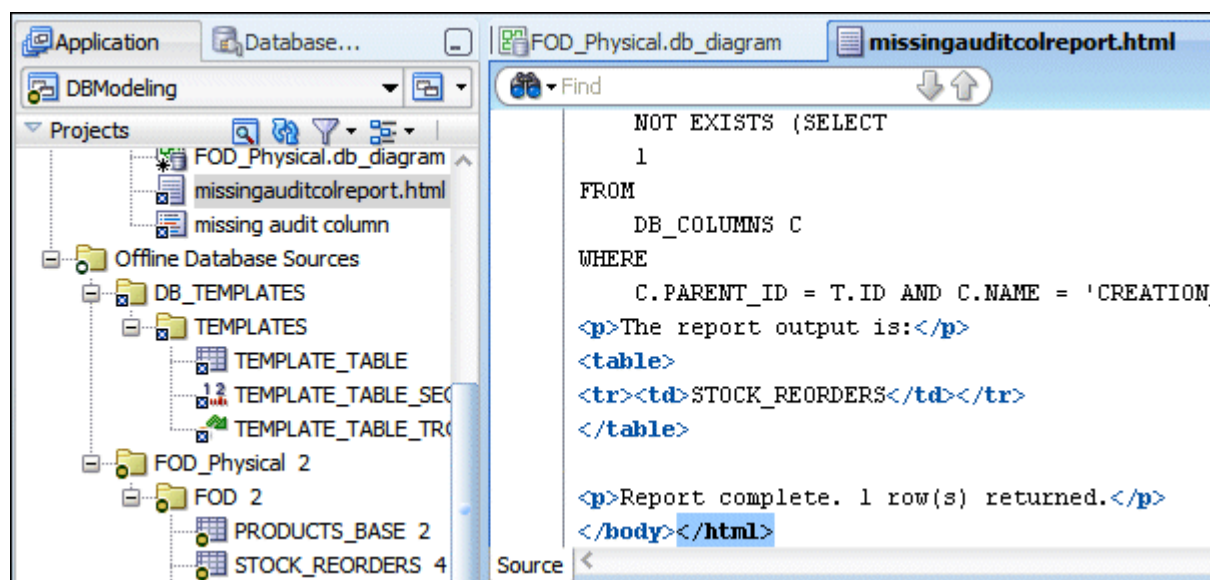 Application
Database...
DBModeling
Projects
FOD_Physical.db_diagram
missingauditcolreport.html
missing audit column
Offline Database Sources
DB_TEMPLATES
TEMPLATES
TEMPLATE_TABLE
TEMPLATE_TABLE_SEQ
TEMPLATE_TABLE_TRG
FOD_Physical 2
FOD 2
PRODUCTS_BASE 2
STOCK_REORDERS 4
FOD_Physical.db_diagram
missingauditcolreport.html
Find
NOT EXISTS (SELECT
1
FROM
DB_COLUMNS C
WHERE
C.PARENT_ID = T.ID AND C.NAME = 'CREATION_
<p>The report output is:</p>
<table>
<tr><td>STOCK_REORDERS</td></tr>
</table>
<p>Report complete. 1 row(s) returned.</p>
</body></html>
Source